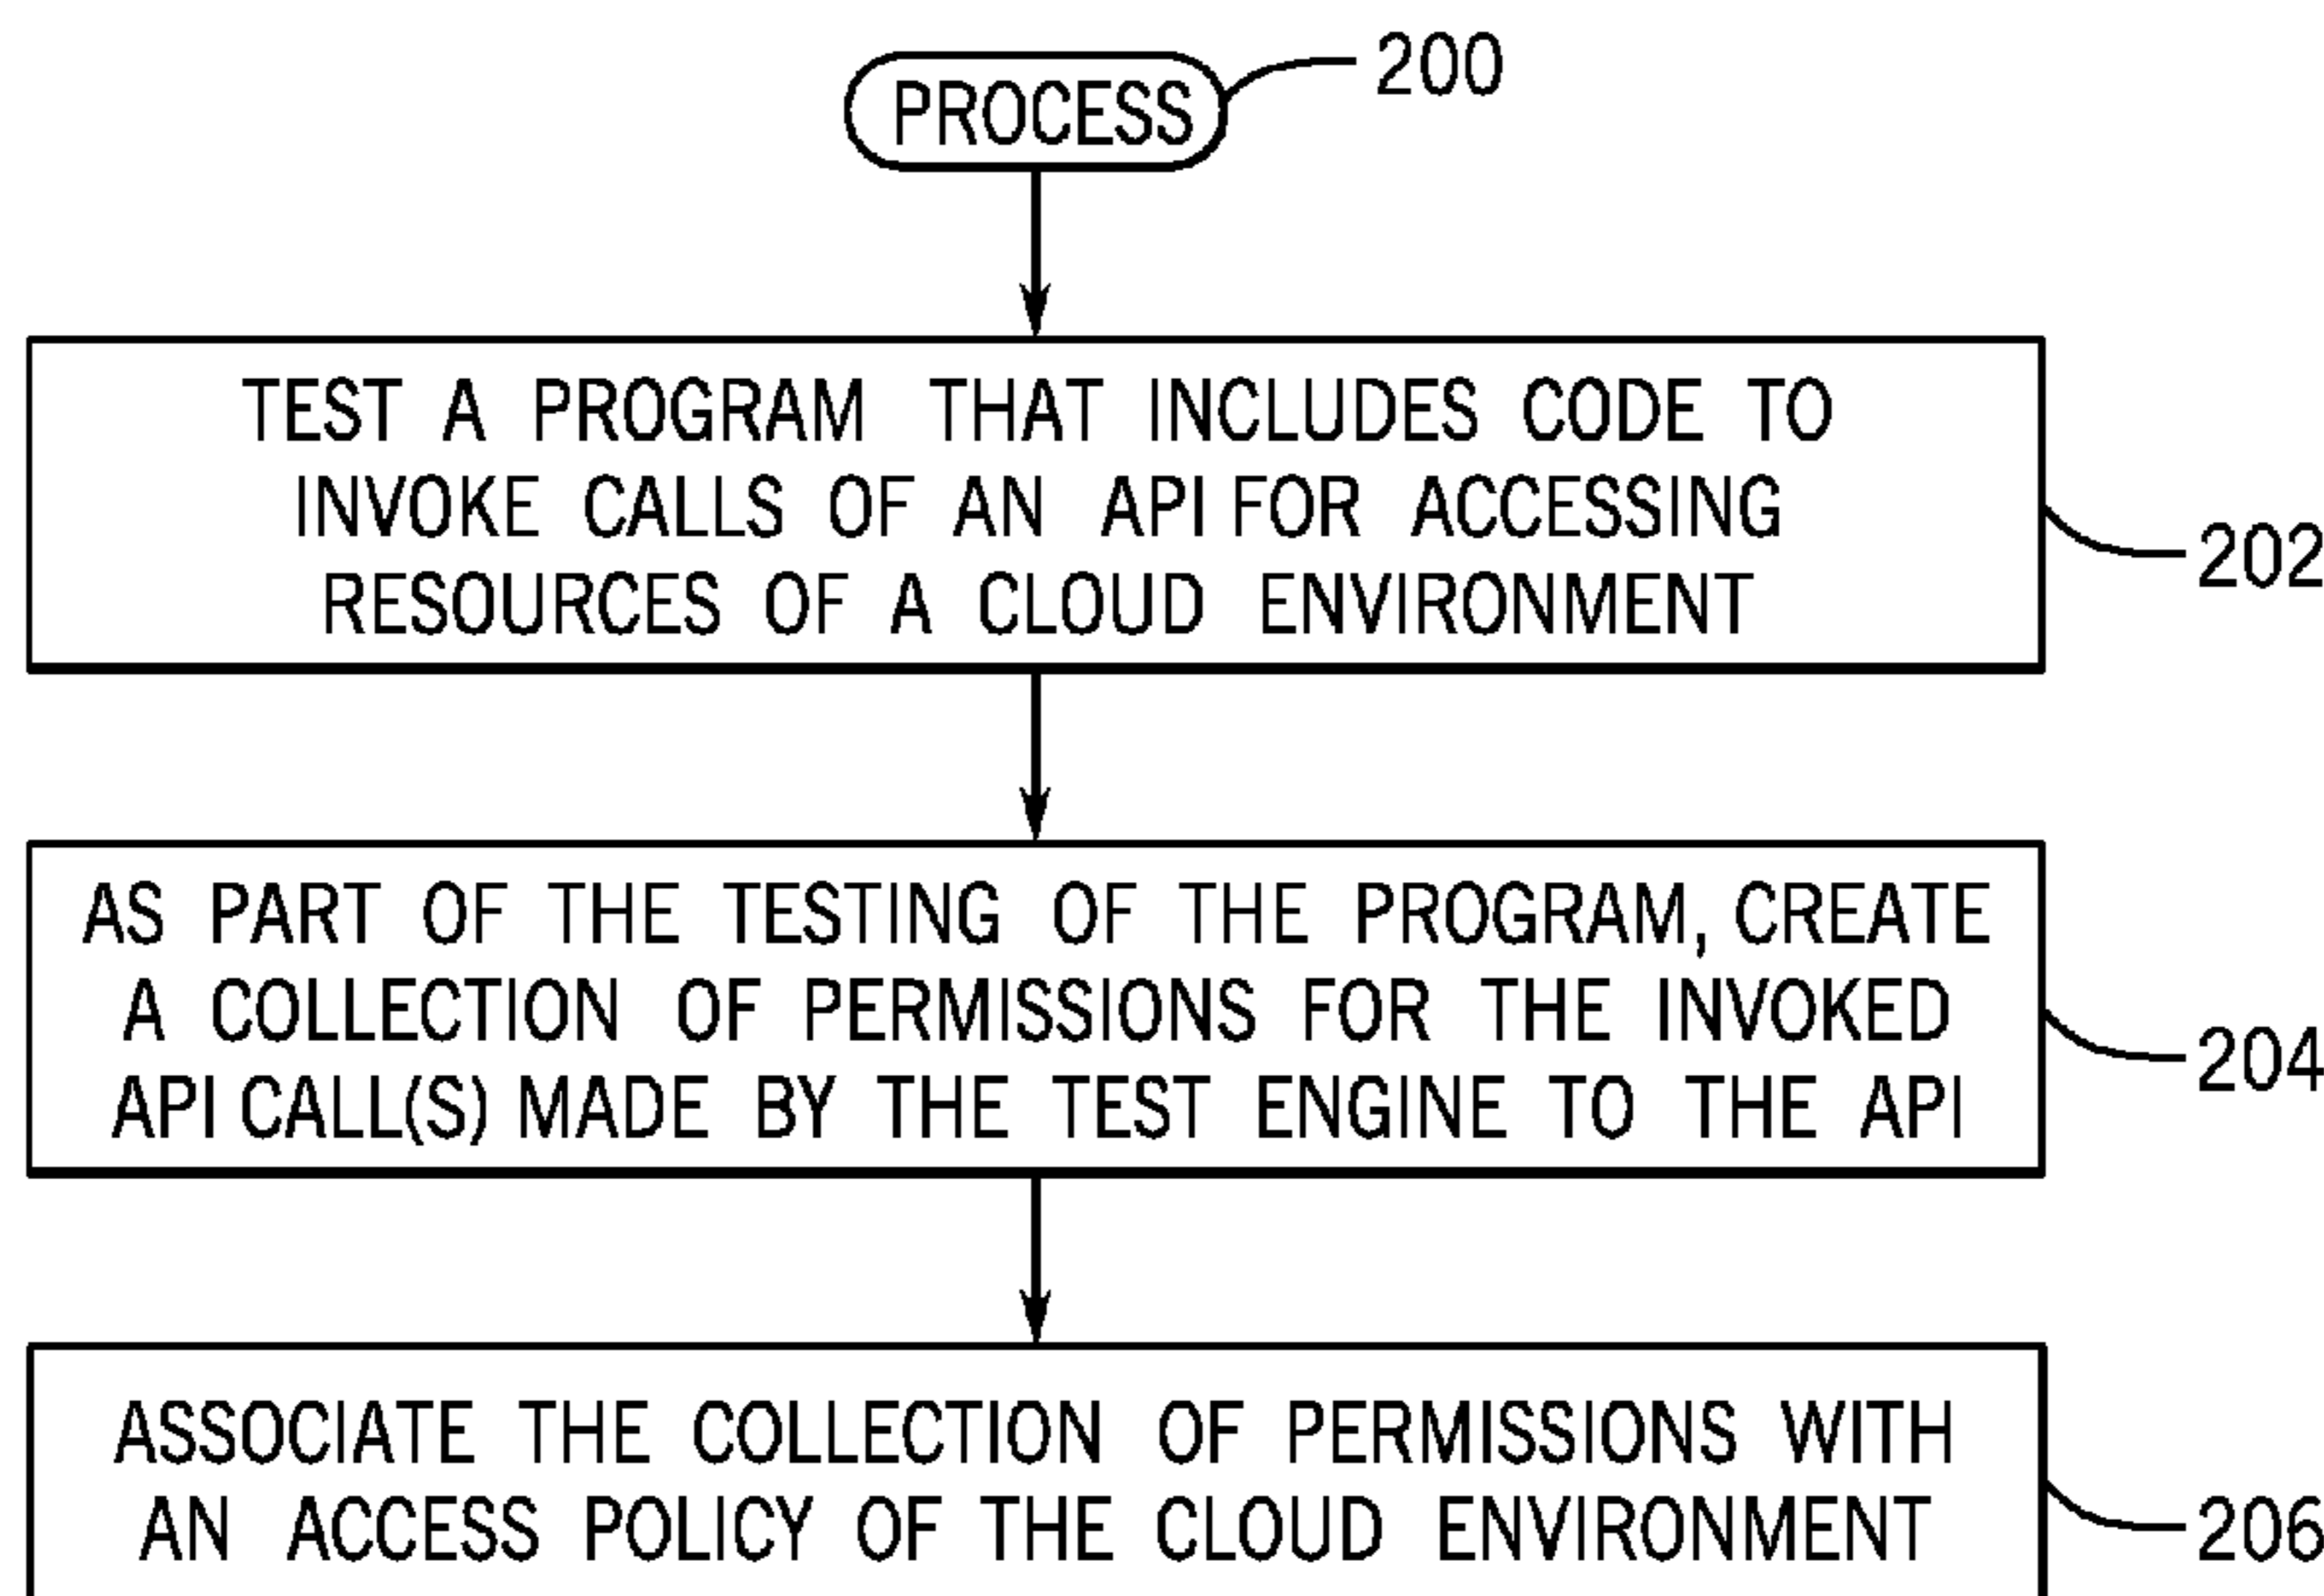 PROCESS
200
TEST A PROGRAM THAT INCLUDES CODE TO
INVOKE CALLS OF AN API FOR ACCESSING
RESOURCES OF A CLOUD ENVIRONMENT
202
AS PART OF THE TESTING OF THE PROGRAM, CREATE
A COLLECTION OF PERMISSIONS FOR THE INVOKED
API CALL(S) MADE BY THE TEST ENGINE TO THE API
204
ASSOCIATE THE COLLECTION OF PERMISSIONS WITH
AN ACCESS POLICY OF THE CLOUD ENVIRONMENT
206